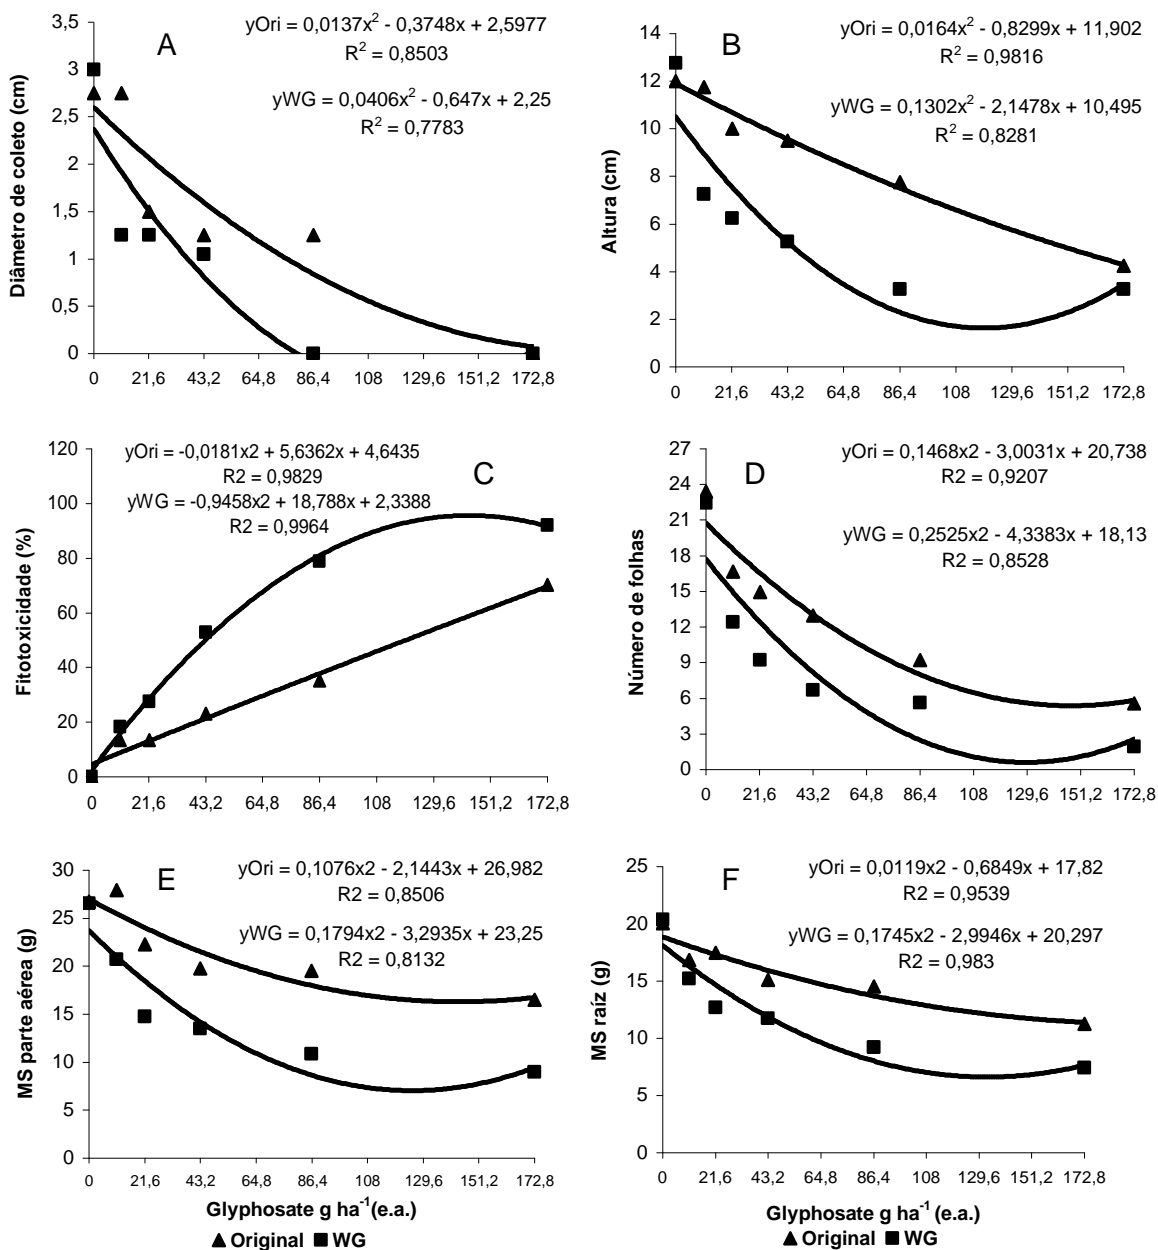 A
yOri = 0,0137x² - 0,3748x + 2,5977
R² = 0,8503
yWG = 0,0406x² - 0,647x + 2,25
R² = 0,7783
Diâmetro de coleto (cm)
3,5
3
2,5
2
1,5
1
0,5
0
0 21,6 43,2 64,8 86,4 108 129,6 151,2 172,8
B
yOri = 0,0164x² - 0,8299x + 11,902
R² = 0,9816
yWG = 0,1302x² - 2,1478x + 10,495
R² = 0,8281
Altura (cm)
14
12
10
8
6
4
2
0
0 21,6 43,2 64,8 86,4 108 129,6 151,2 172,8
C
yOri = -0,0181x2 + 5,6362x + 4,6435
R2 = 0,9829
yWG = -0,9458x2 + 18,788x + 2,3388
R2 = 0,9964
Fitotoxicidade (%)
120
100
80
60
40
20
0
0 21,6 43,2 64,8 86,4 108 129,6 151,2 172,8
D
yOri = 0,1468x2 - 3,0031x + 20,738
R2 = 0,9207
yWG = 0,2525x2 - 4,3383x + 18,13
R2 = 0,8528
Número de folhas
27
24
21
18
15
12
9
6
3
0
0 21,6 43,2 64,8 86,4 108 129,6 151,2 172,8
E
yOri = 0,1076x2 - 2,1443x + 26,982
R2 = 0,8506
yWG = 0,1794x2 - 3,2935x + 23,25
R2 = 0,8132
MS parte aérea (g)
30
25
20
15
10
5
0
0 21,6 43,2 64,8 86,4 108 129,6 151,2 172,8
Glyphosate g ha⁻¹ (e.a.)
▲ Original ■ WG
F
yOri = 0,0119x2 - 0,6849x + 17,82
R2 = 0,9539
yWG = 0,1745x2 - 2,9946x + 20,297
R2 = 0,983
MS raíz (g)
25
20
15
10
5
0
0 21,6 43,2 64,8 86,4 108 129,6 151,2 172,8
Glyphosate g ha⁻¹ (e.a.)
▲ Original ■ WG